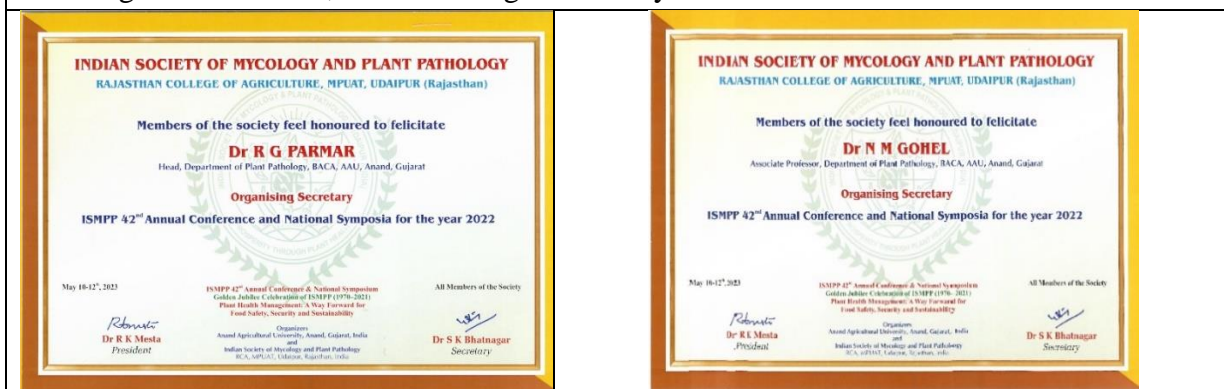 INDIAN SOCIETY OF MYCOLOGY AND PLANT PATHOLOGY
RAJASTHAN COLLEGE OF AGRICULTURE, MPUAT, UDAIPUR (Rajasthan)
Members of the society feel honoured to felicitate
Dr R G PARMAR
Head, Department of Plant Pathology, BACA, AAU, Anand, Gujarat
Organising Secretary
ISMPP 42nd Annual Conference and National Symposia for the year 2022
May 10-12th, 2023
ISMPP 42nd Annual Conference & National Symposium
Golden Jubilee Celebration of ISMPP (1970-2021)
Plant Health Management: A Way Forward for
Food Safety, Security and Sustainability
All Members of the Society
Organizers
Anand Agricultural University, Anand, Gujarat, India
and
Indian Society of Mycology and Plant Pathology
RCA, MPUAT, Udaipur, Rajasthan, India
Dr R K Mesta
President
Dr S K Bhatnagar
Secretary
INDIAN SOCIETY OF MYCOLOGY AND PLANT PATHOLOGY
RAJASTHAN COLLEGE OF AGRICULTURE, MPUAT, UDAIPUR (Rajasthan)
Members of the society feel honoured to felicitate
Dr N M GOHEL
Associate Professor, Department of Plant Pathology, BACA, AAU, Anand, Gujarat
Organising Secretary
ISMPP 42nd Annual Conference and National Symposia for the year 2022
May 10-12th, 2023
ISMPP 42nd Annual Conference & National Symposium
Golden Jubilee Celebration of ISMPP (1970-2021)
Plant Health Management: A Way Forward for
Food Safety, Security and Sustainability
All Members of the Society
Organizers
Anand Agricultural University, Anand, Gujarat, India
and
Indian Society of Mycology and Plant Pathology
RCA, MPUAT, Udaipur, Rajasthan, India
Dr R K Mesta
President
Dr S K Bhatnagar
Secretary